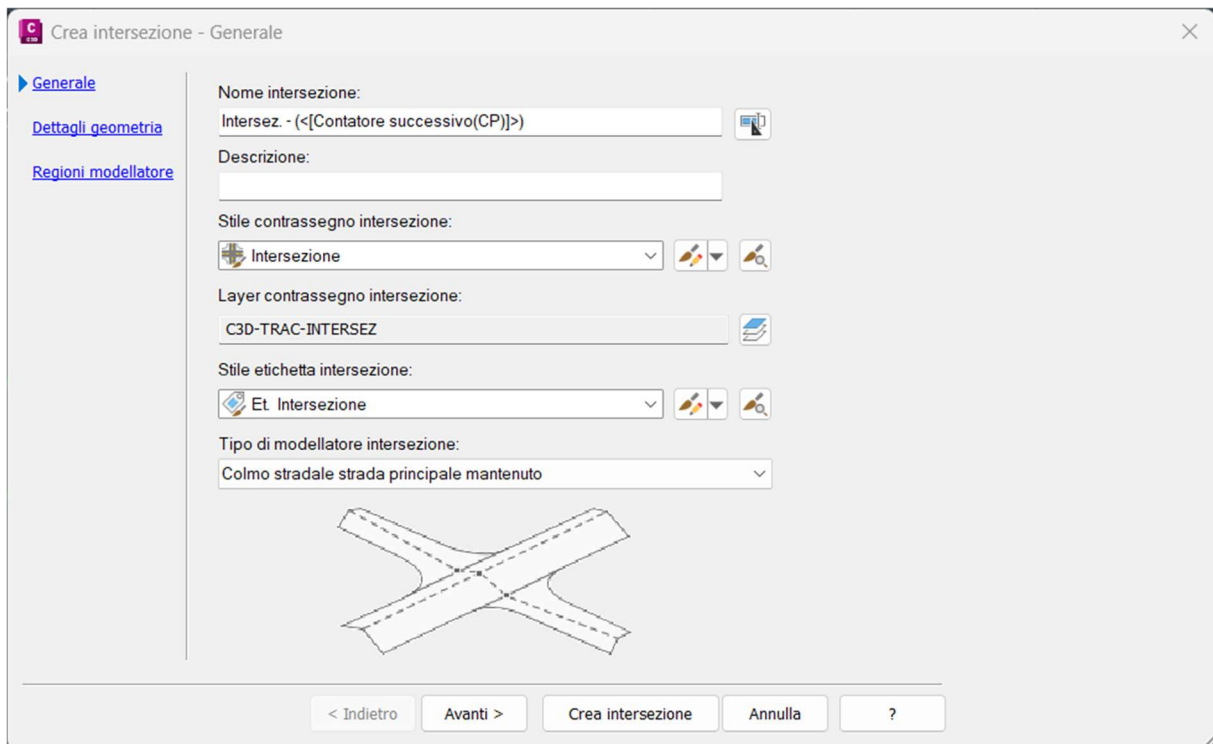 C
C3D
Crea intersezione - Generale
Generale
Dettagli geometria
Regioni modellatore
Nome intersezione:
Intersez. - (<[Contatore successivo(CP)]>)
Descrizione:
Stile contrassegno intersezione:
Intersezione
Layer contrassegno intersezione:
C3D-TRAC-INTERSEZ
Stile etichetta intersezione:
Et. Intersezione
Tipo di modellatore intersezione:
Colmo stradale strada principale mantenuto
< Indietro Avanti > Crea intersezione Annulla ?